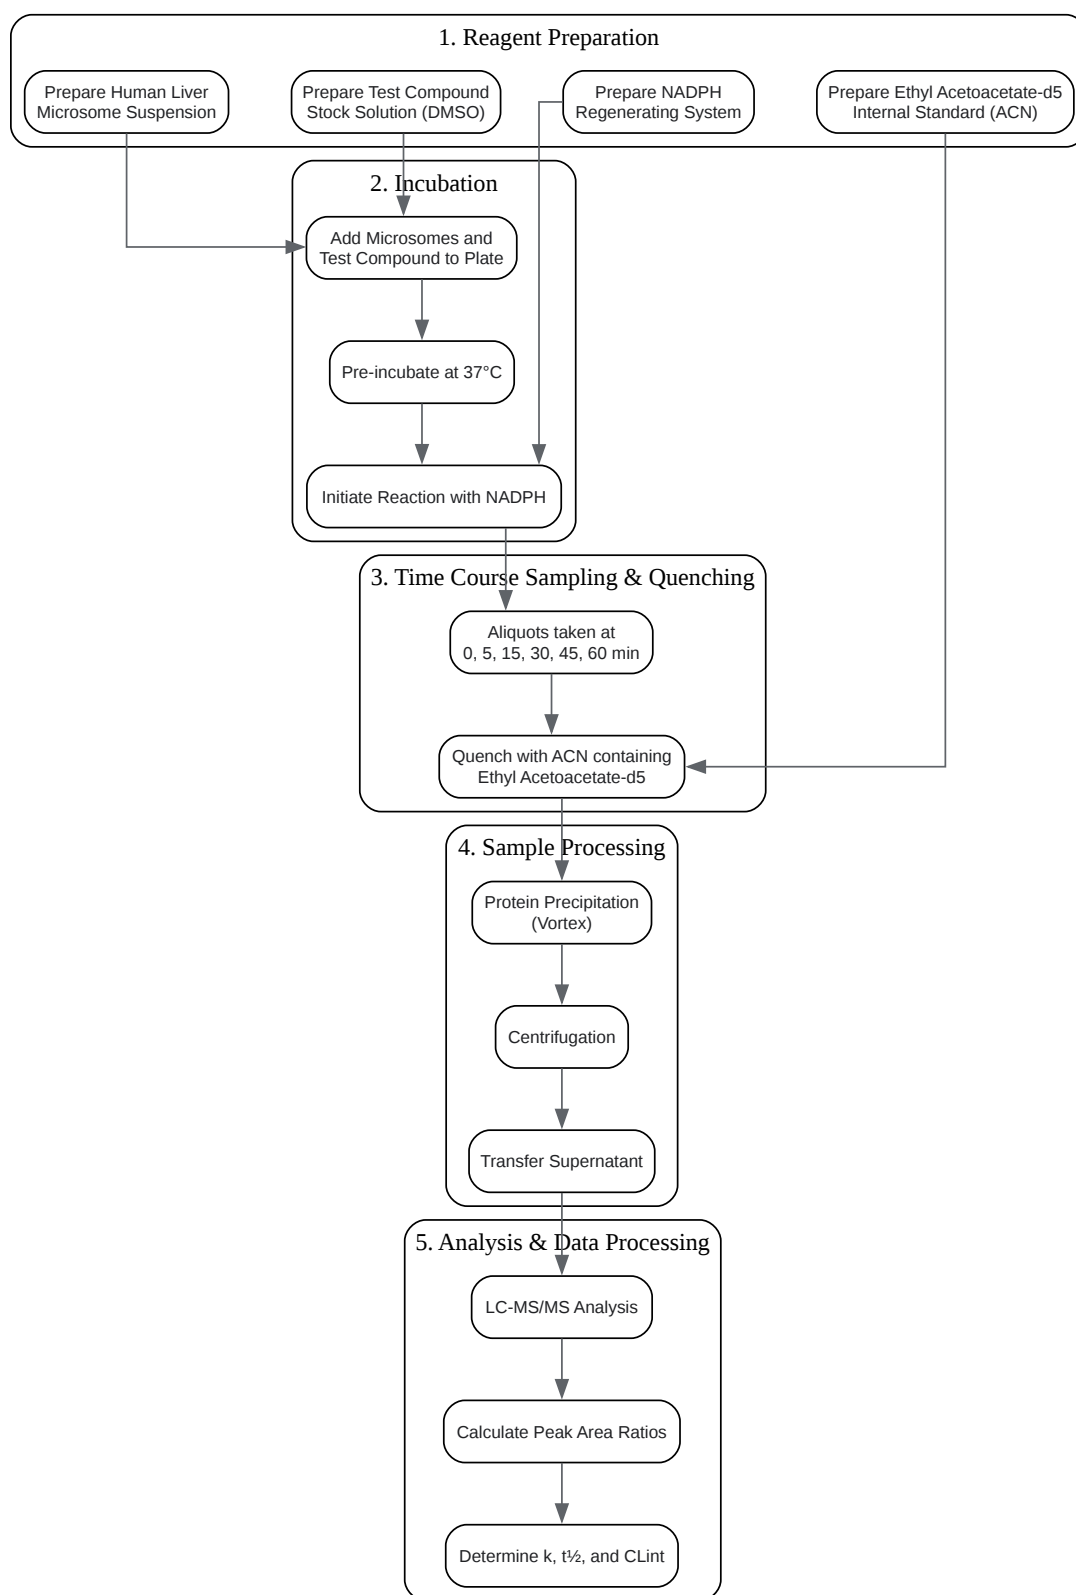 1. Reagent Preparation
Prepare Human Liver
Microsome Suspension
Prepare Test Compound
Stock Solution (DMSO)
Prepare NADPH
Regenerating System
Prepare Ethyl Acetoacetate-d5
Internal Standard (ACN)
2. Incubation
Add Microsomes and
Test Compound to Plate
Pre-incubate at 37°C
Initiate Reaction with NADPH
3. Time Course Sampling & Quenching
Aliquots taken at
0, 5, 15, 30, 45, 60 min
Quench with ACN containing
Ethyl Acetoacetate-d5
4. Sample Processing
Protein Precipitation
(Vortex)
Centrifugation
Transfer Supernatant
5. Analysis & Data Processing
LC-MS/MS Analysis
Calculate Peak Area Ratios
Determine k, t½, and CLint